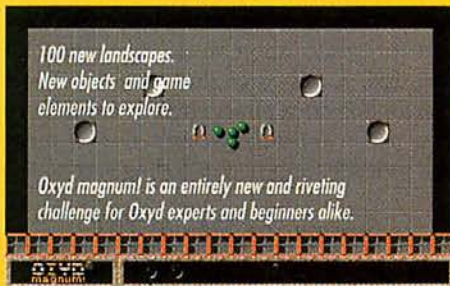 100 new landscapes.
New objects and game
elements to explore.
Oxyd magnum! is an entirely new and riveting
challenge for Oxyd experts and beginners alike.
OXYD
magnum!